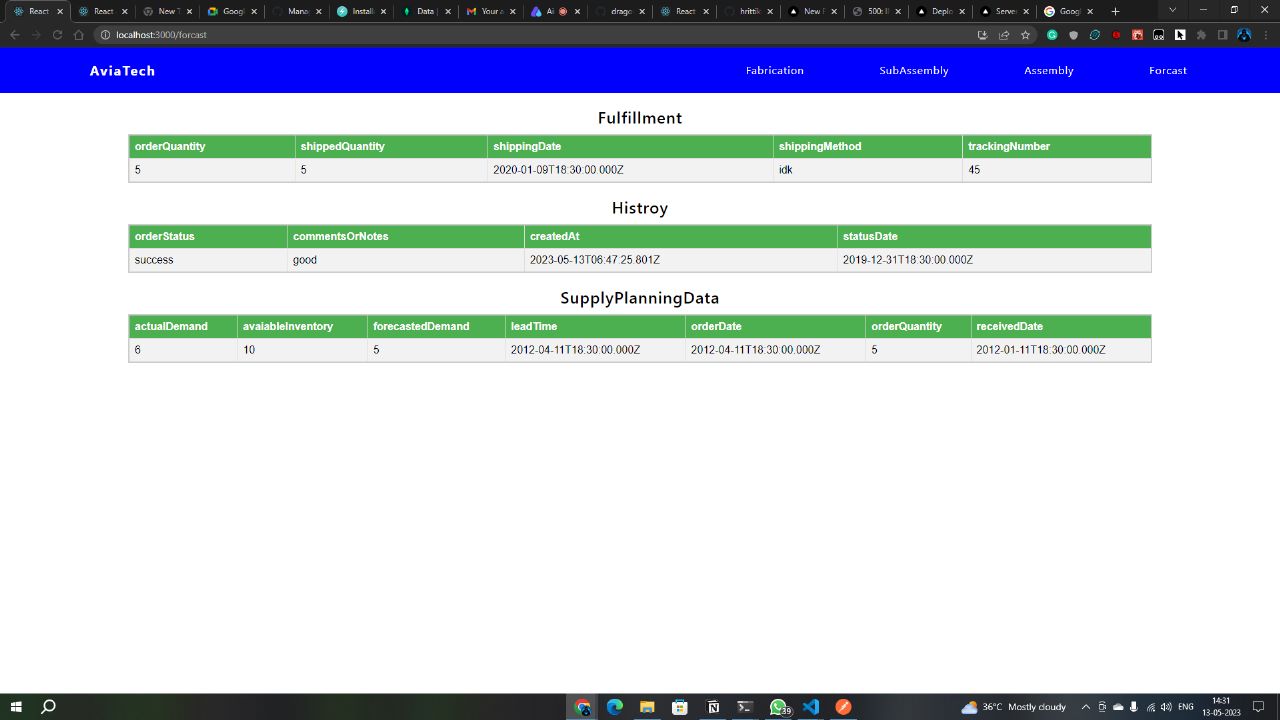 React React New T Googl Mana Installa Data | Your a Ai drago React hrittik New E 500: I Deplo Server Googl
localhost:3000/forcast
AviaTech Fabrication SubAssembly Assembly Forcast
Fulfillment
orderQuantity shippedQuantity shippingDate shippingMethod trackingNumber
5 5 2020-01-09T18:30:00.000Z idk 45
Histroy
orderStatus commentsOrNotes createdAt statusDate
success good 2023-05-13T06:47:25.801Z 2019-12-31T18:30:00.000Z
SupplyPlanningData
actualDemand avaiableInventory forecastedDemand leadTime orderDate orderQuantity receivedDate
6 10 5 2012-04-11T18:30:00.000Z 2012-04-11T18:30:00.000Z 5 2012-01-11T18:30:00.000Z
39 36°C Mostly cloudy ENG 14:31
13-05-2023